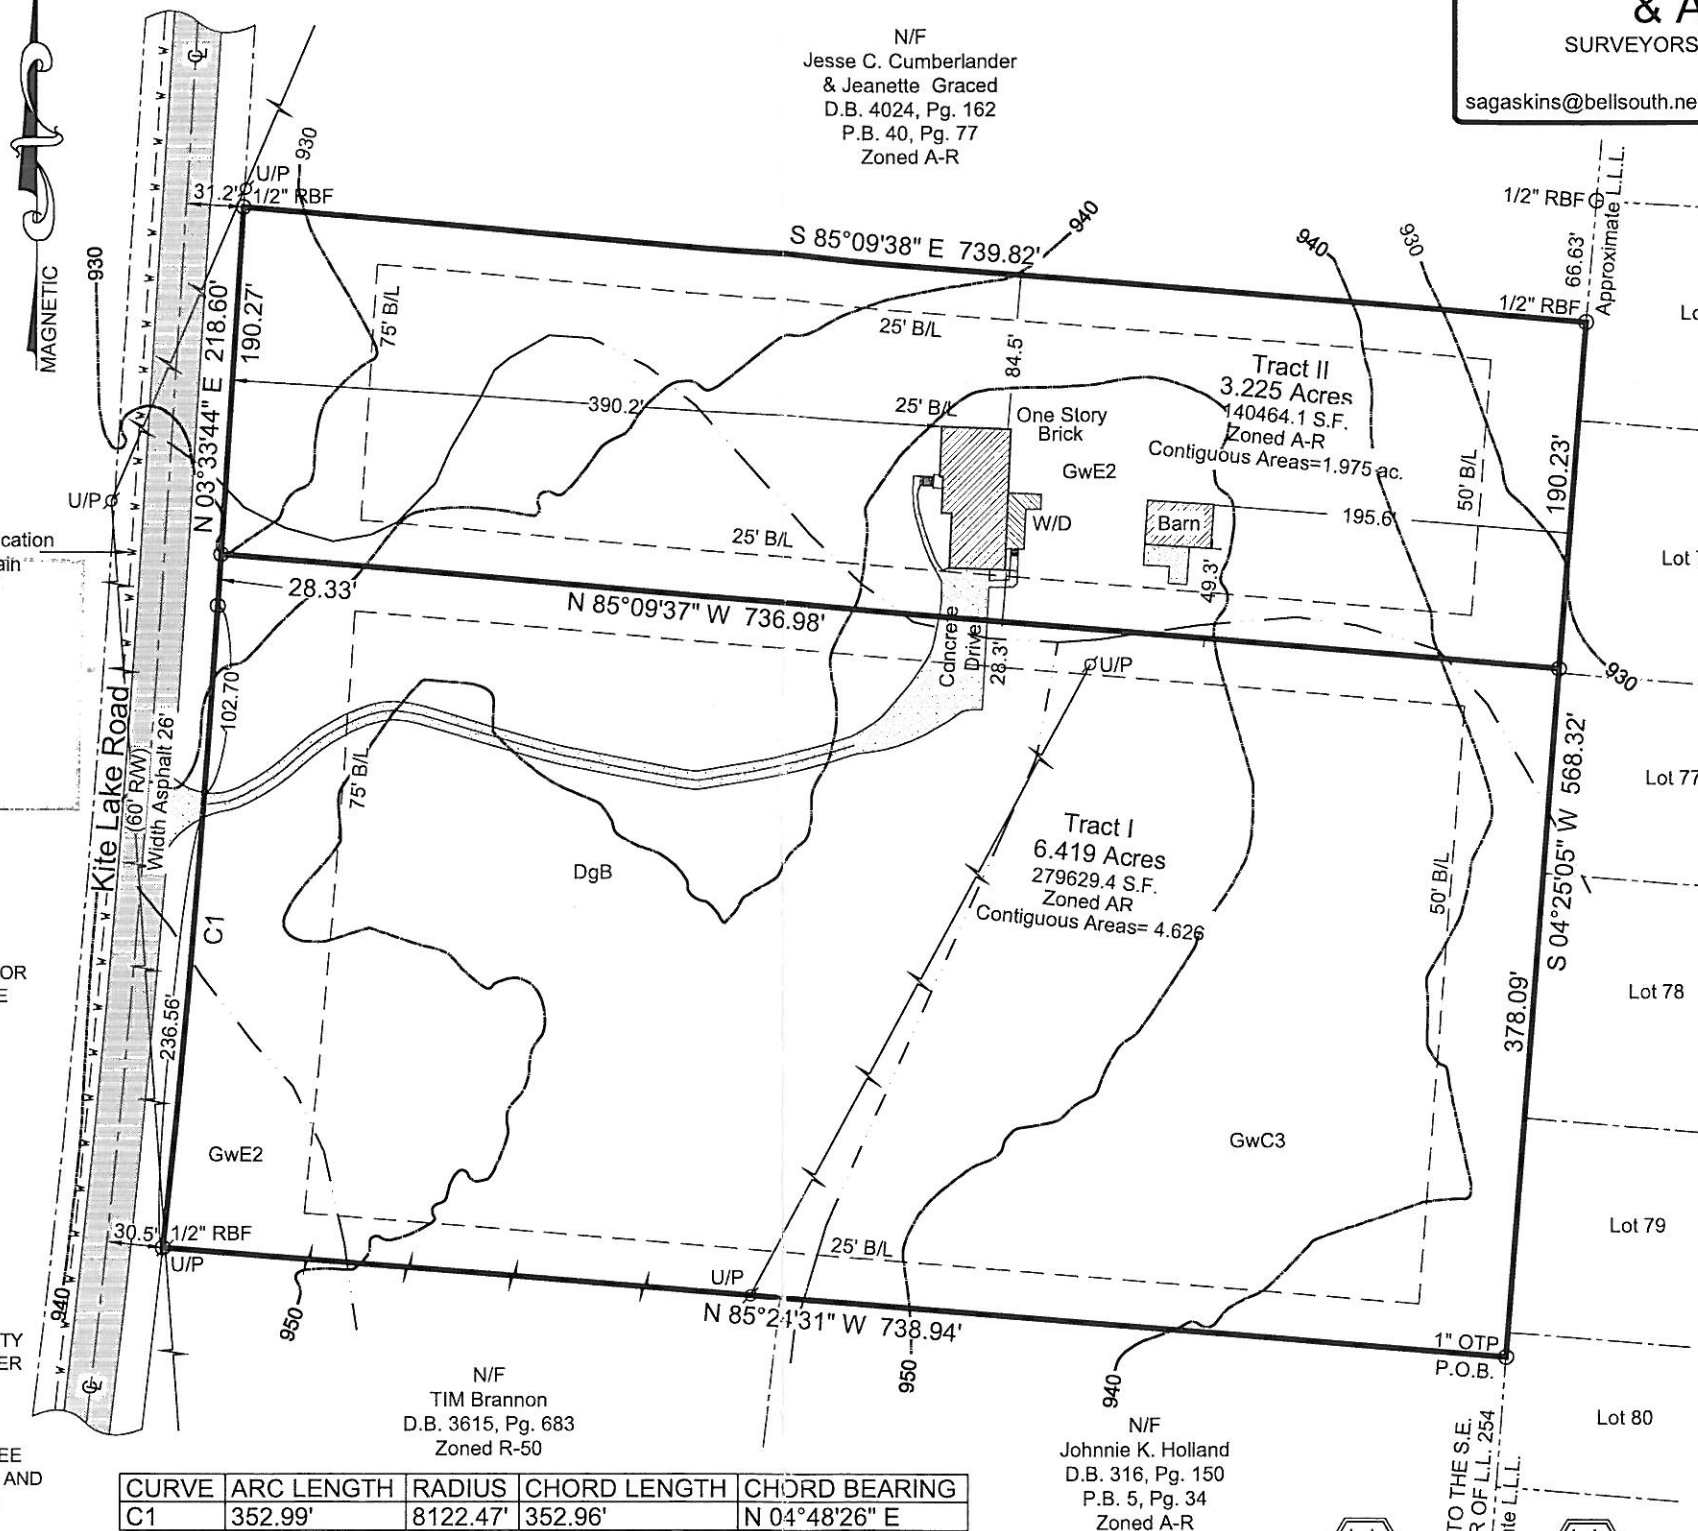 & A
SURVEYORS
sagaskins@bellsouth.ne
N/F
Jesse C. Cumberlander
& Jeanette Graced
D.B. 4024, Pg. 162
P.B. 40, Pg. 77
Zoned A-R
MAGNETIC
930
930
U/P
31.2'
1/2" RBF
S 85°09'38" E 739.82'
940
940
930
1/2" RBF
Approximate L.L.L.
66.63'
1/2" RBF
Lo
N 03°33'44" E 218.60'
190.27'
75' B/L
25' B/L
84.5'
390.2'
25' B/L
One Story
Brick
GwE2
W/D
Tract II
3.225 Acres
140464.1 S.F.
Zoned A-R
Contiguous Areas=1.975 ac.
50' B/L
190.23'
Barn
195.6'
49.3'
U/P
cation
ain
25' B/L
28.33'
N 85°09'37" W 736.98'
Concrete
Drive
28.3'
U/P
930
Lot 7
Lot 77
Kite Lake Road
(60' R/W)
Width Asphalt 26'
102.70'
75' B/L
C1
236.56'
DgB
Tract I
6.419 Acres
279629.4 S.F.
Zoned AR
Contiguous Areas= 4.626
50' B/L
S 04°25'05" W 568.32'
378.09'
Lot 78
OR
E
GwE2
GwC3
Lot 79
30.5'
1/2" RBF
U/P
940
950
U/P
25' B/L
N 85°21'31" W 738.94'
950
940
1" OTP
P.O.B.
TY
ER
N/F
TIM Brannon
D.B. 3615, Pg. 683
Zoned R-50
N/F
Johnnie K. Holland
D.B. 316, Pg. 150
P.B. 5, Pg. 34
Zoned A-R
Lot 80
TO THE S.E.
R OF L.L. 254
te L.L.L.
EE
AND
CURVE ARC LENGTH RADIUS CHORD LENGTH CHORD BEARING
C1 352.99' 8122.47' 352.96' N 04°48'26" E